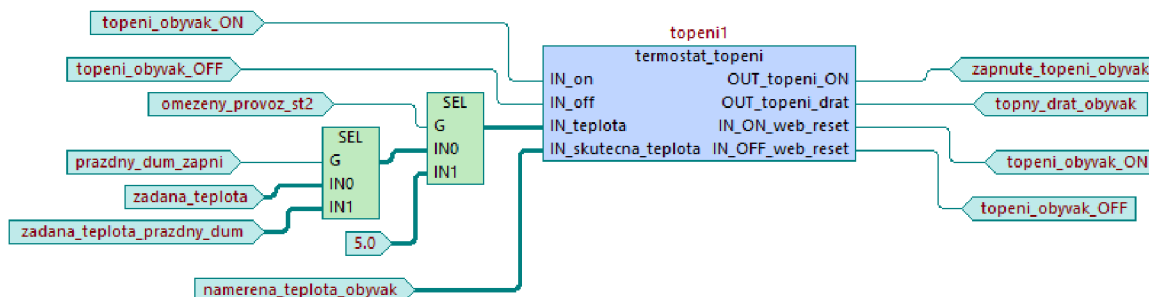 topeni_obyvak_ON
topeni1
termostat_topeni
topeni_obyvak_OFF
IN_on OUT_topeni_ON zapnute_topeni_obyvak
omezeny_provoz_st2
SEL
IN_off OUT_topeni_drat topny_drat_obyvak
G
IN_teplota IN_ON_web_reset
SEL
IN0
IN_skutecna_teplota IN_OFF_web_reset
prazdny_dum_zapni
G
IN1
topeni_obyvak_ON
zadana_teplota
IN0
IN1
topeni_obyvak_OFF
zadana_teplota_prazdny_dum
5.0
namerena_teplota_obyvak